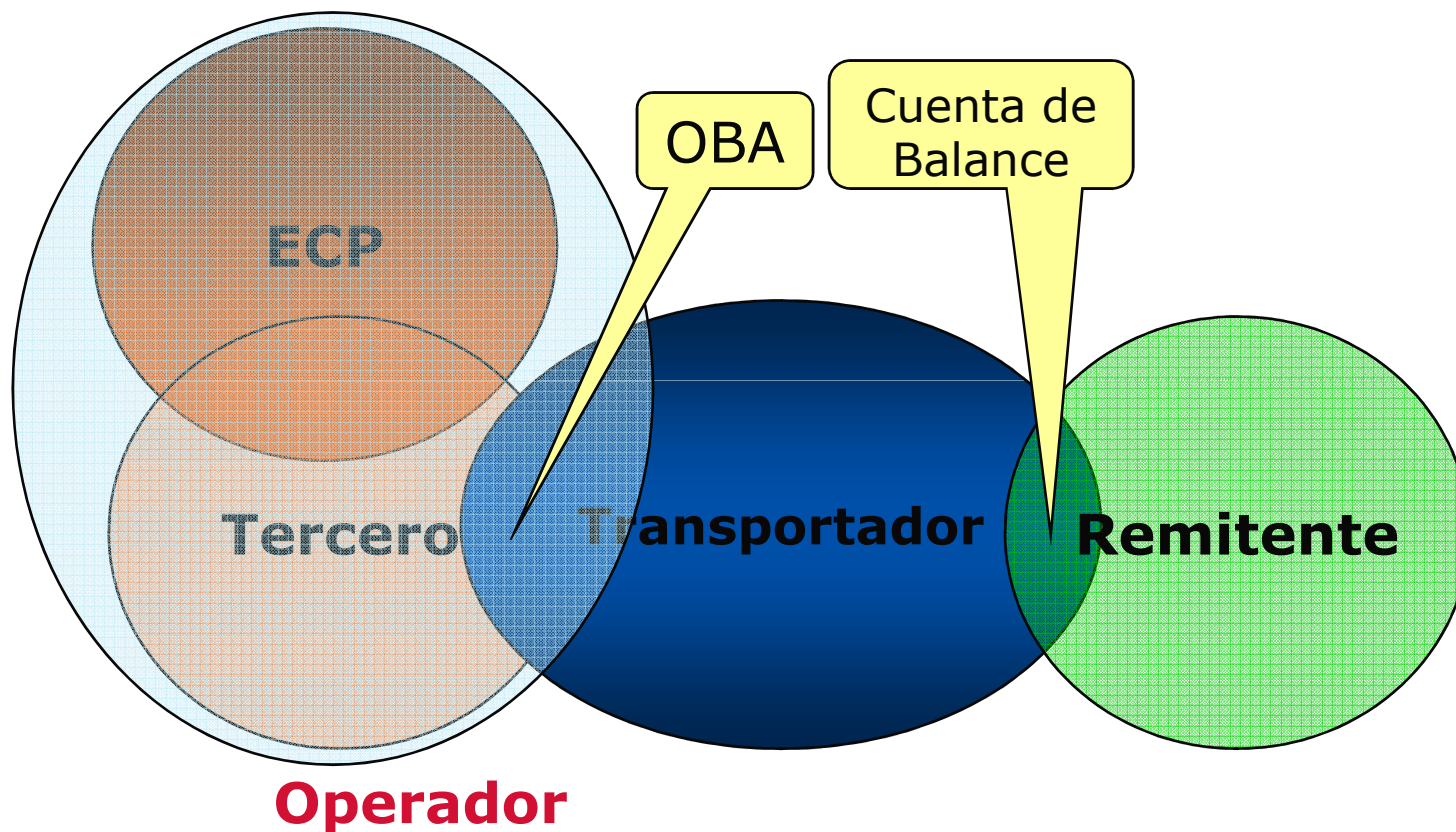 OBA
Cuenta de
Balance
ECP
Tercero
Transportador
Remitente
Operador